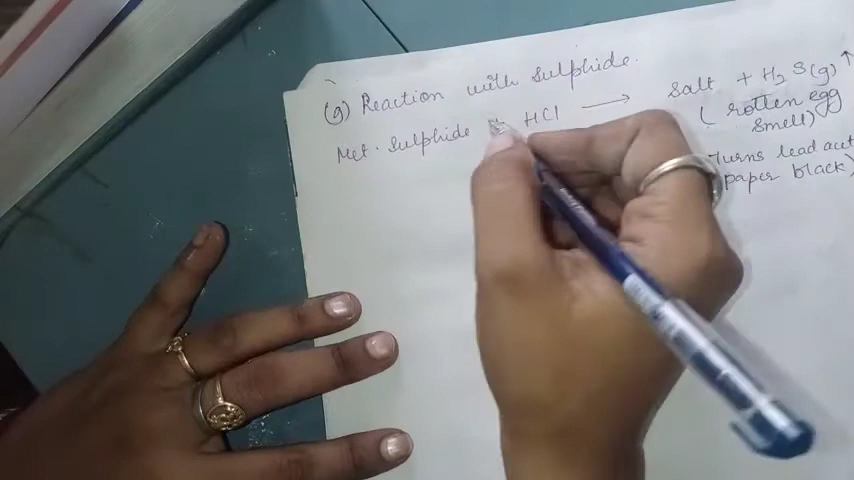 (g) Reaction with sulphide.
Met. sulphide + HCl → Salt + H₂S(g) ↑
( rotten egg
smell)
Turns lead
paper black)